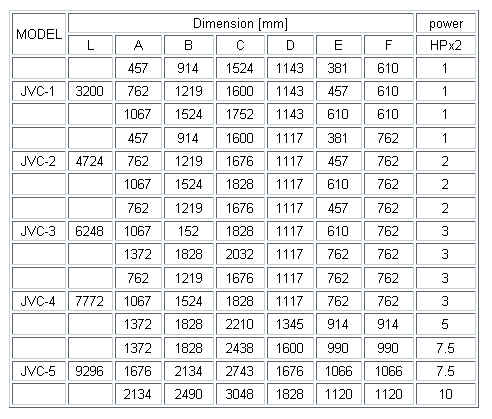 MODEL Dimension [mm] power
L A B C D E F HPx2
457 914 1524 1143 381 610 1
JVC-1 3200 762 1219 1600 1143 457 610 1
1067 1524 1752 1143 610 610 1
457 914 1600 1117 381 762 1
JVC-2 4724 762 1219 1676 1117 457 762 2
1067 1524 1828 1117 610 762 2
762 1219 1676 1117 457 762 2
JVC-3 6248 1067 152 1828 1117 610 762 3
1372 1828 2032 1117 762 762 3
762 1219 1676 1117 762 762 3
JVC-4 7772 1067 1524 1828 1117 762 762 3
1372 1828 2210 1345 914 914 5
1372 1828 2438 1600 990 990 7.5
JVC-5 9296 1676 2134 2743 1676 1066 1066 7.5
2134 2490 3048 1828 1120 1120 10